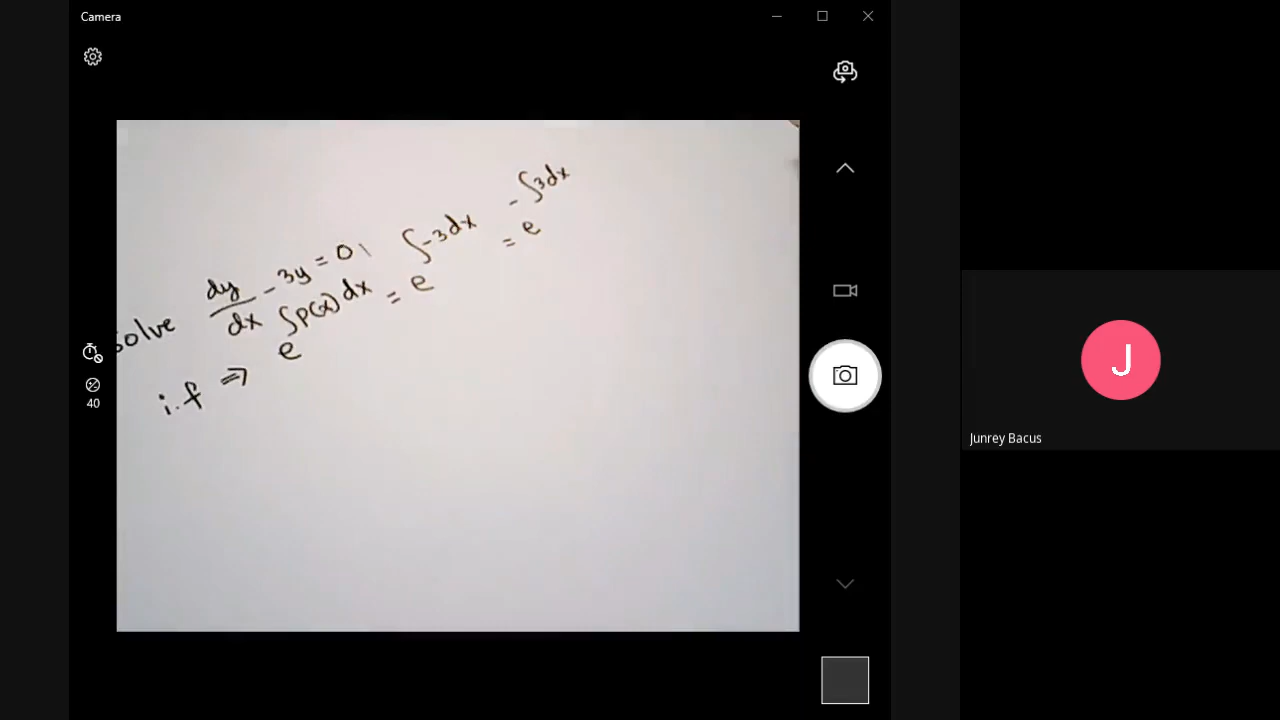 Camera
solve dy/dx - 3y = 0,
i.f ⇒ e^∫P(x)dx = e^∫-3dx = e^-∫3dx
40
J
Junrey Bacus